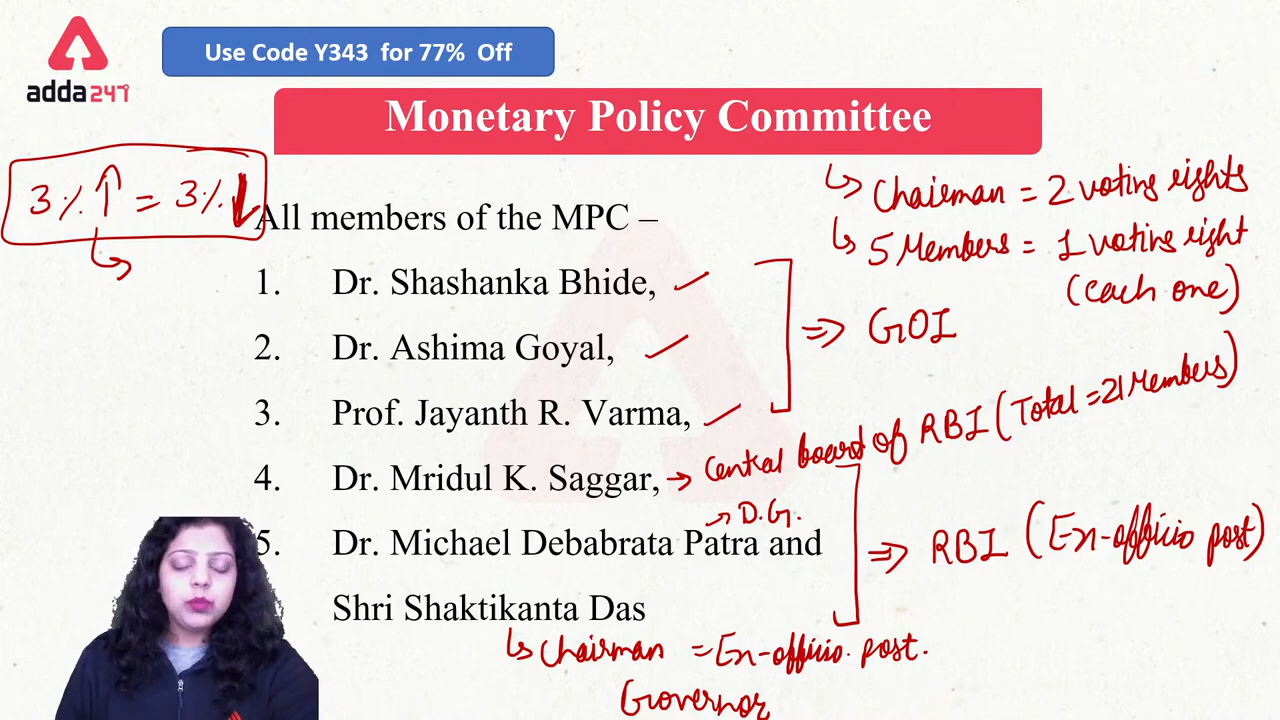 adda247
Use Code Y343 for 77% Off
Monetary Policy Committee
3%↑ = 3%↓
↳ Chairman = 2 voting rights
↳ 5 Members = 1 voting right
(each one)
All members of the MPC –
1. Dr. Shashanka Bhide,
2. Dr. Ashima Goyal,
⇒ GOI
3. Prof. Jayanth R. Varma,
4. Dr. Mridul K. Saggar, → Central board of RBI (Total = 21 Members)
→ D.G.
5. Dr. Michael Debabrata Patra and
⇒ RBI (Ex-officio post)
Shri Shaktikanta Das
↳ Chairman = Ex-officio. post.
Governor